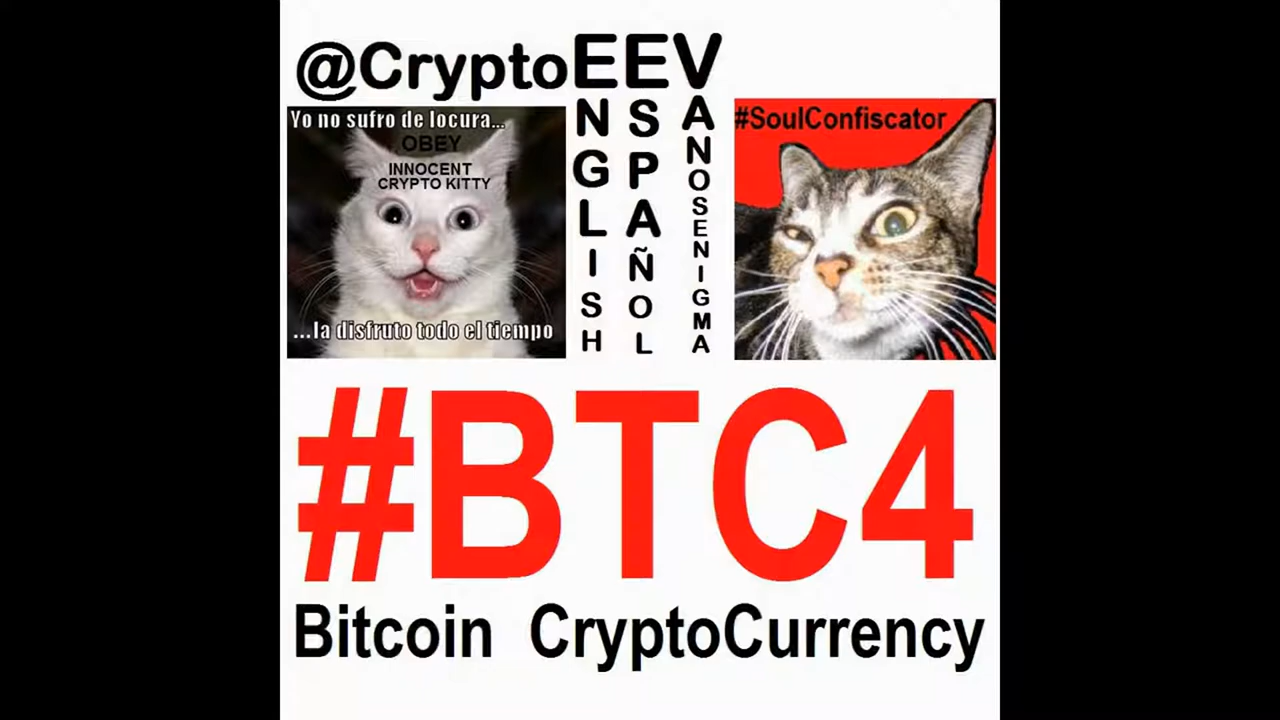 @CryptoEEV
ENGLISH
ESPAÑOL
VANOSENIGMA
Yo no sufro de locura...
OBEY
INNOCENT
CRYPTO KITTY
...la disfruto todo el tiempo
#SoulConfiscator
#BTC4
Bitcoin CryptoCurrency